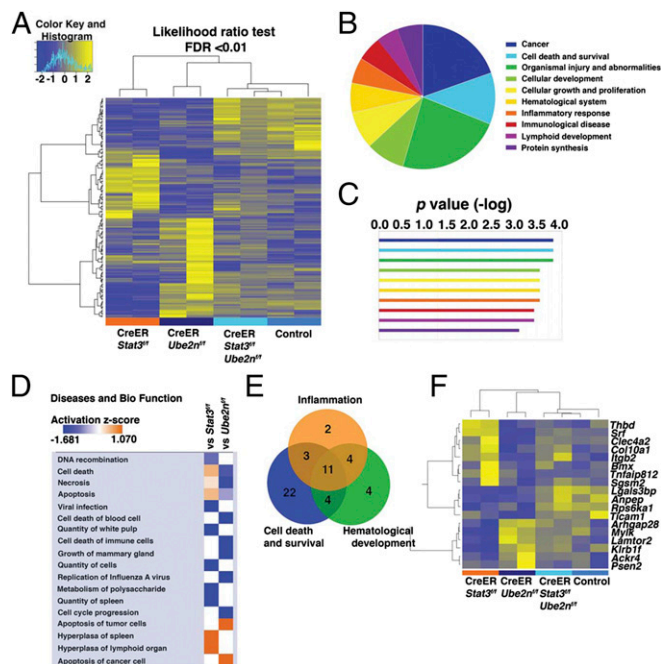 A
Color Key and
Histogram
-2 -1 0 1 2
Likelihood ratio test
FDR <0.01
CreER
Stat3f/f
CreER
Ube2nf/f
CreER
Stat3f/f
Ube2nf/f
Control
B
Cancer
Cell death and survival
Organismal injury and abnormalities
Cellular development
Cellular growth and proliferation
Hematological system
Inflammatory response
Immunological disease
Lymphoid development
Protein synthesis
C
p value (-log)
0.0 0.5 1.0 1.5 2.0 2.5 3.0 3.5 4.0
D
Diseases and Bio Function
Activation z-score
-1.681 1.070
vs Stat3f/f
vs Ube2nf/f
DNA recombination
Cell death
Necrosis
Apoptosis
Viral infection
Cell death of blood cell
Quantity of white pulp
Cell death of immune cells
Growth of mammary gland
Quantity of cells
Replication of Influenza A virus
Metabolism of polysaccharide
Quantity of spleen
Cell cycle progression
Apoptosis of tumor cells
Hyperplasa of spleen
Hyperplasa of lymphoid organ
Apoptosis of cancer cell
E
Inflammation
2
3
4
11
22
4
4
Cell death
and survival
Hematological
development
F
Thbd
Srf
Clec4a2
Col10a1
Itgb2
Bmx
Tnfaip812
Sgsm2
Lgals3bp
Anpep
Rps6ka1
Ticam1
Arhgap28
Mylk
Lamtor2
Klrb1f
Ackr4
Psen2
CreER
Stat3f/f
CreER
Ube2nf/f
CreER
Stat3f/f
Ube2nf/f
Control